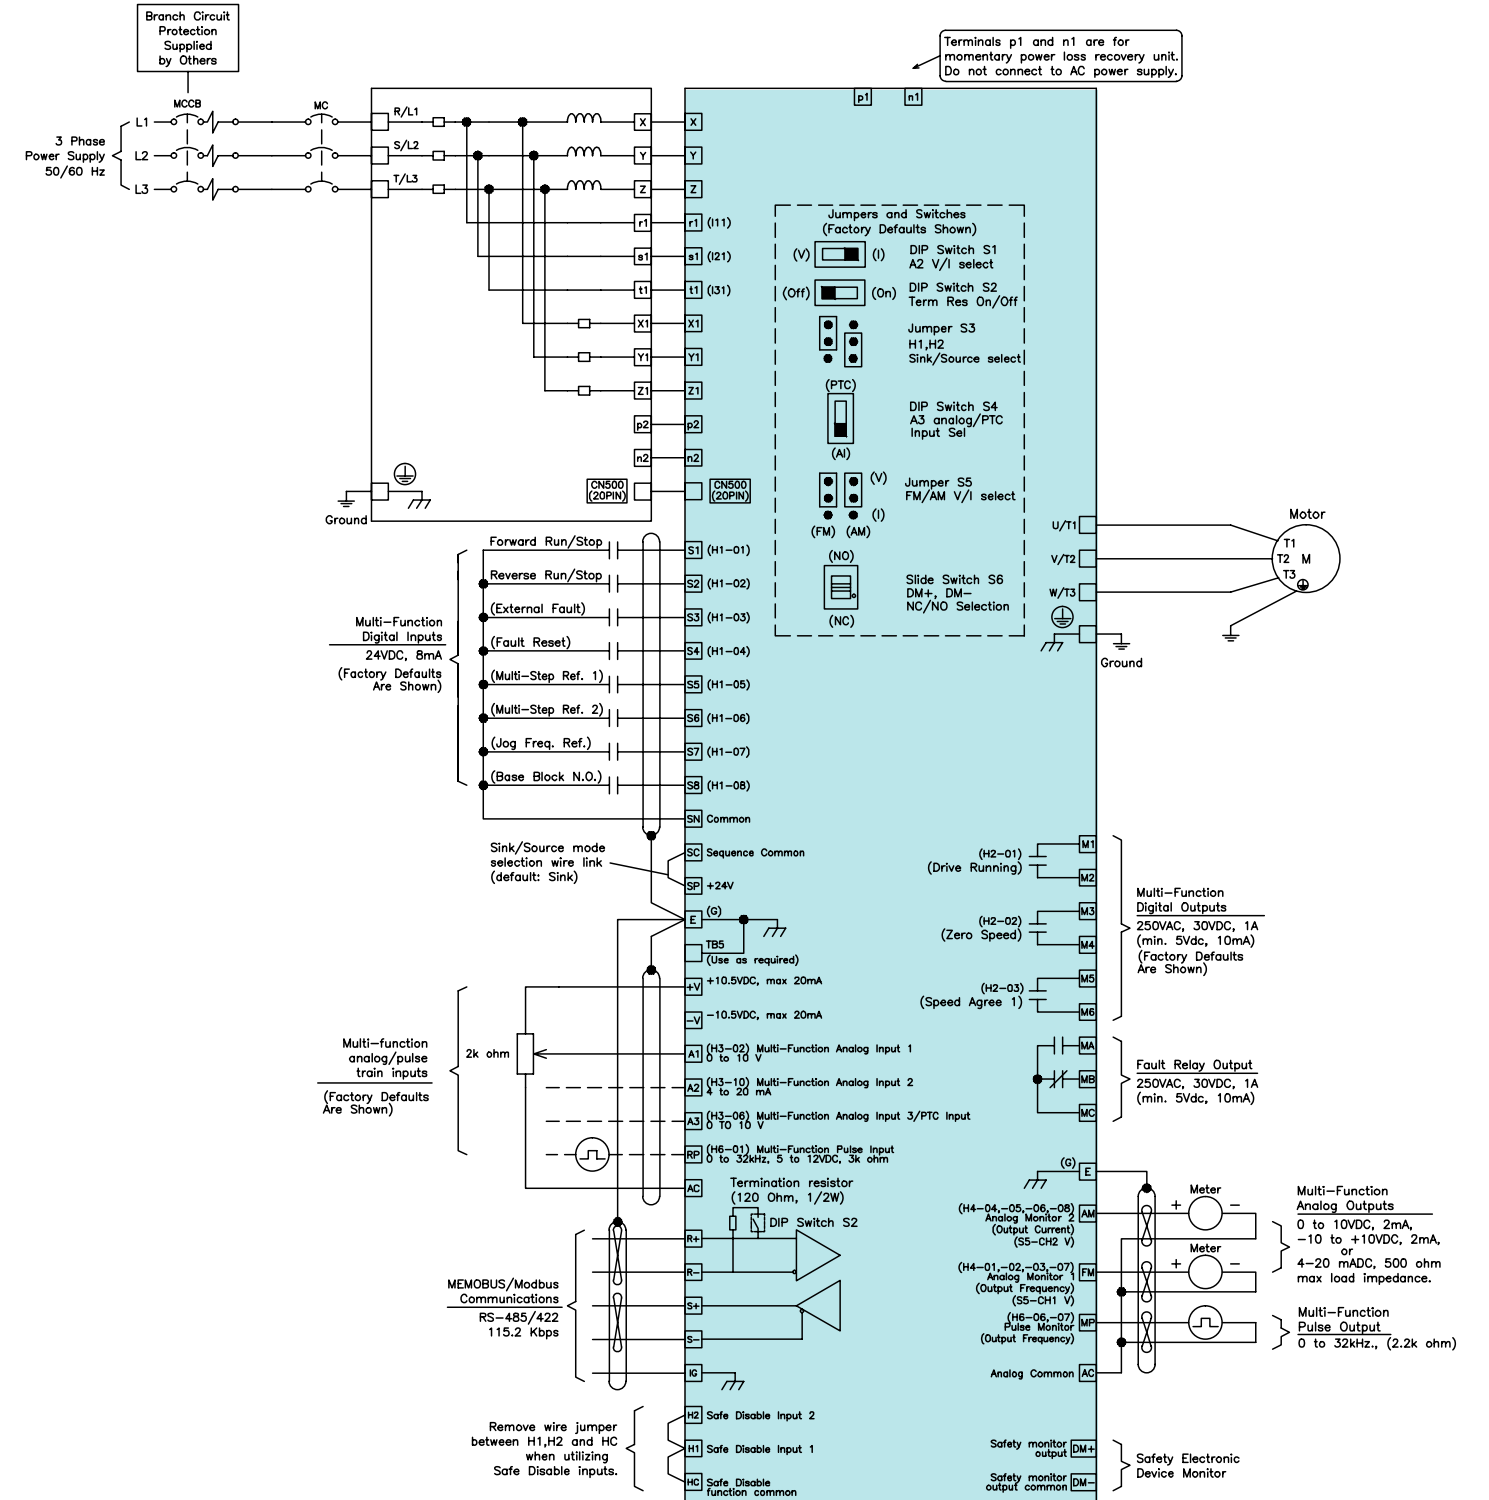 Branch Circuit
Protection
Supplied
by Others
Terminals p1 and n1 are for
momentary power loss recovery unit.
Do not connect to AC power supply.
p1
n1
MCCB
MC
3 Phase
Power Supply
50/60 Hz
L1
L2
L3
R/L1
S/L2
T/L3
X
X
Y
Y
Z
Z
r1
r1
(I11)
s1
s1
(I21)
t1
t1
(I31)
X1
X1
Y1
Y1
Z1
Z1
p2
p2
n2
n2
CN500
(20PIN)
CN500
(20PIN)
Ground
Jumpers and Switches
(Factory Defaults Shown)
(V)
(I)
DIP Switch S1
A2 V/I select
(Off)
(On)
DIP Switch S2
Term Res On/Off
Jumper S3
H1,H2
Sink/Source select
(PTC)
DIP Switch S4
A3 analog/PTC
Input Sel
(AI)
(V)
Jumper S5
FM/AM V/I select
(I)
(FM)
(AM)
(NO)
Slide Switch S6
DM+, DM−
NC/NO Selection
(NC)
U/T1
V/T2
W/T3
Motor
T1
T2
M
T3
Ground
Multi−Function
Digital Inputs
24VDC, 8mA
(Factory Defaults
Are Shown)
Forward Run/Stop
S1
(H1−01)
Reverse Run/Stop
S2
(H1−02)
(External Fault)
S3
(H1−03)
(Fault Reset)
S4
(H1−04)
(Multi−Step Ref. 1)
S5
(H1−05)
(Multi−Step Ref. 2)
S6
(H1−06)
(Jog Freq. Ref.)
S7
(H1−07)
(Base Block N.O.)
S8
(H1−08)
SN
Common
Sink/Source mode
selection wire link
(default: Sink)
SC
Sequence Common
SP
+24V
E
(G)
TB5
(Use as required)
+V
+10.5VDC, max 20mA
−V
−10.5VDC, max 20mA
Multi−function
analog/pulse
train inputs
(Factory Defaults
Are Shown)
2k ohm
A1
(H3−02) Multi−Function Analog Input 1
0 to 10 V
A2
(H3−10) Multi−Function Analog Input 2
4 to 20 mA
A3
(H3−06) Multi−Function Analog Input 3/PTC Input
0 TO 10 V
RP
(H6−01) Multi−Function Pulse Input
0 to 32kHz, 5 to 12VDC, 3k ohm
AC
Termination resistor
(120 Ohm, 1/2W)
DIP Switch S2
R+
R−
S+
S−
IG
MEMOBUS/Modbus
Communications
RS−485/422
115.2 Kbps
Remove wire jumper
between H1,H2 and HC
when utilizing
Safe Disable inputs.
H2
Safe Disable Input 2
H1
Safe Disable Input 1
HC
Safe Disable
function common
(H2−01)
(Drive Running)
M1
M2
(H2−02)
(Zero Speed)
M3
M4
(H2−03)
(Speed Agree 1)
M5
M6
Multi−Function
Digital Outputs
250VAC, 30VDC, 1A
(min. 5Vdc, 10mA)
(Factory Defaults
Are Shown)
MA
MB
MC
Fault Relay Output
250VAC, 30VDC, 1A
(min. 5Vdc, 10mA)
(G)
E
(H4−04,−05,−06,−08)
Analog Monitor 2
(Output Current)
(S5−CH2 V)
AM
+
Meter
−
(H4−01,−02,−03,−07)
Analog Monitor 1
(Output Frequency)
(S5−CH1 V)
FM
+
Meter
−
(H6−06,−07)
Pulse Monitor
(Output Frequency)
MP
Analog Common
AC
Multi−Function
Analog Outputs
0 to 10VDC, 2mA,
−10 to +10VDC, 2mA,
or
4−20 mADC, 500 ohm
max load impedance.
Multi−Function
Pulse Output
0 to 32kHz., (2.2k ohm)
Safety monitor
output
DM+
Safety monitor
output common
DM−
Safety Electronic
Device Monitor